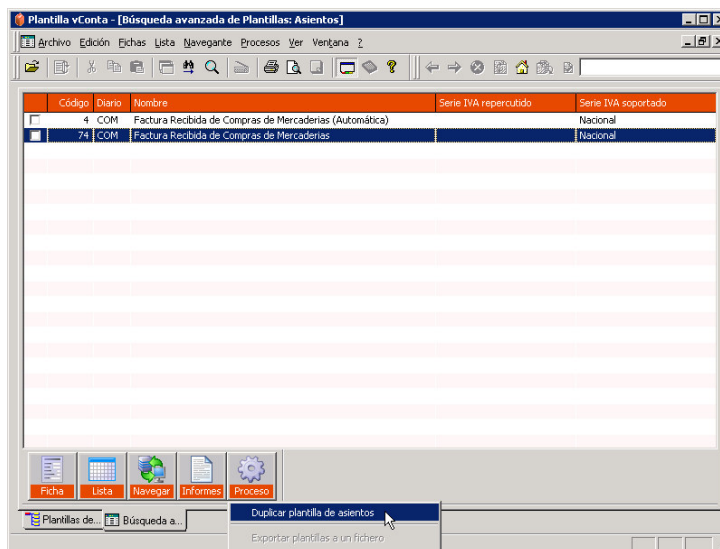 Plantilla vConta - [Búsqueda avanzada de Plantillas: Asientos]
Archivo Edición Fichas Lista Navegante Procesos Ver Ventana ?
Código Diario Nombre Serie IVA repercutido Serie IVA soportado
4 COM Factura Recibida de Compras de Mercaderias (Automática) Nacional
74 COM Factura Recibida de Compras de Mercaderias Nacional
Ficha Lista Navegar Informes Proceso
Plantillas de... Búsqueda a...
Duplicar plantilla de asientos
Exportar plantillas a un fichero